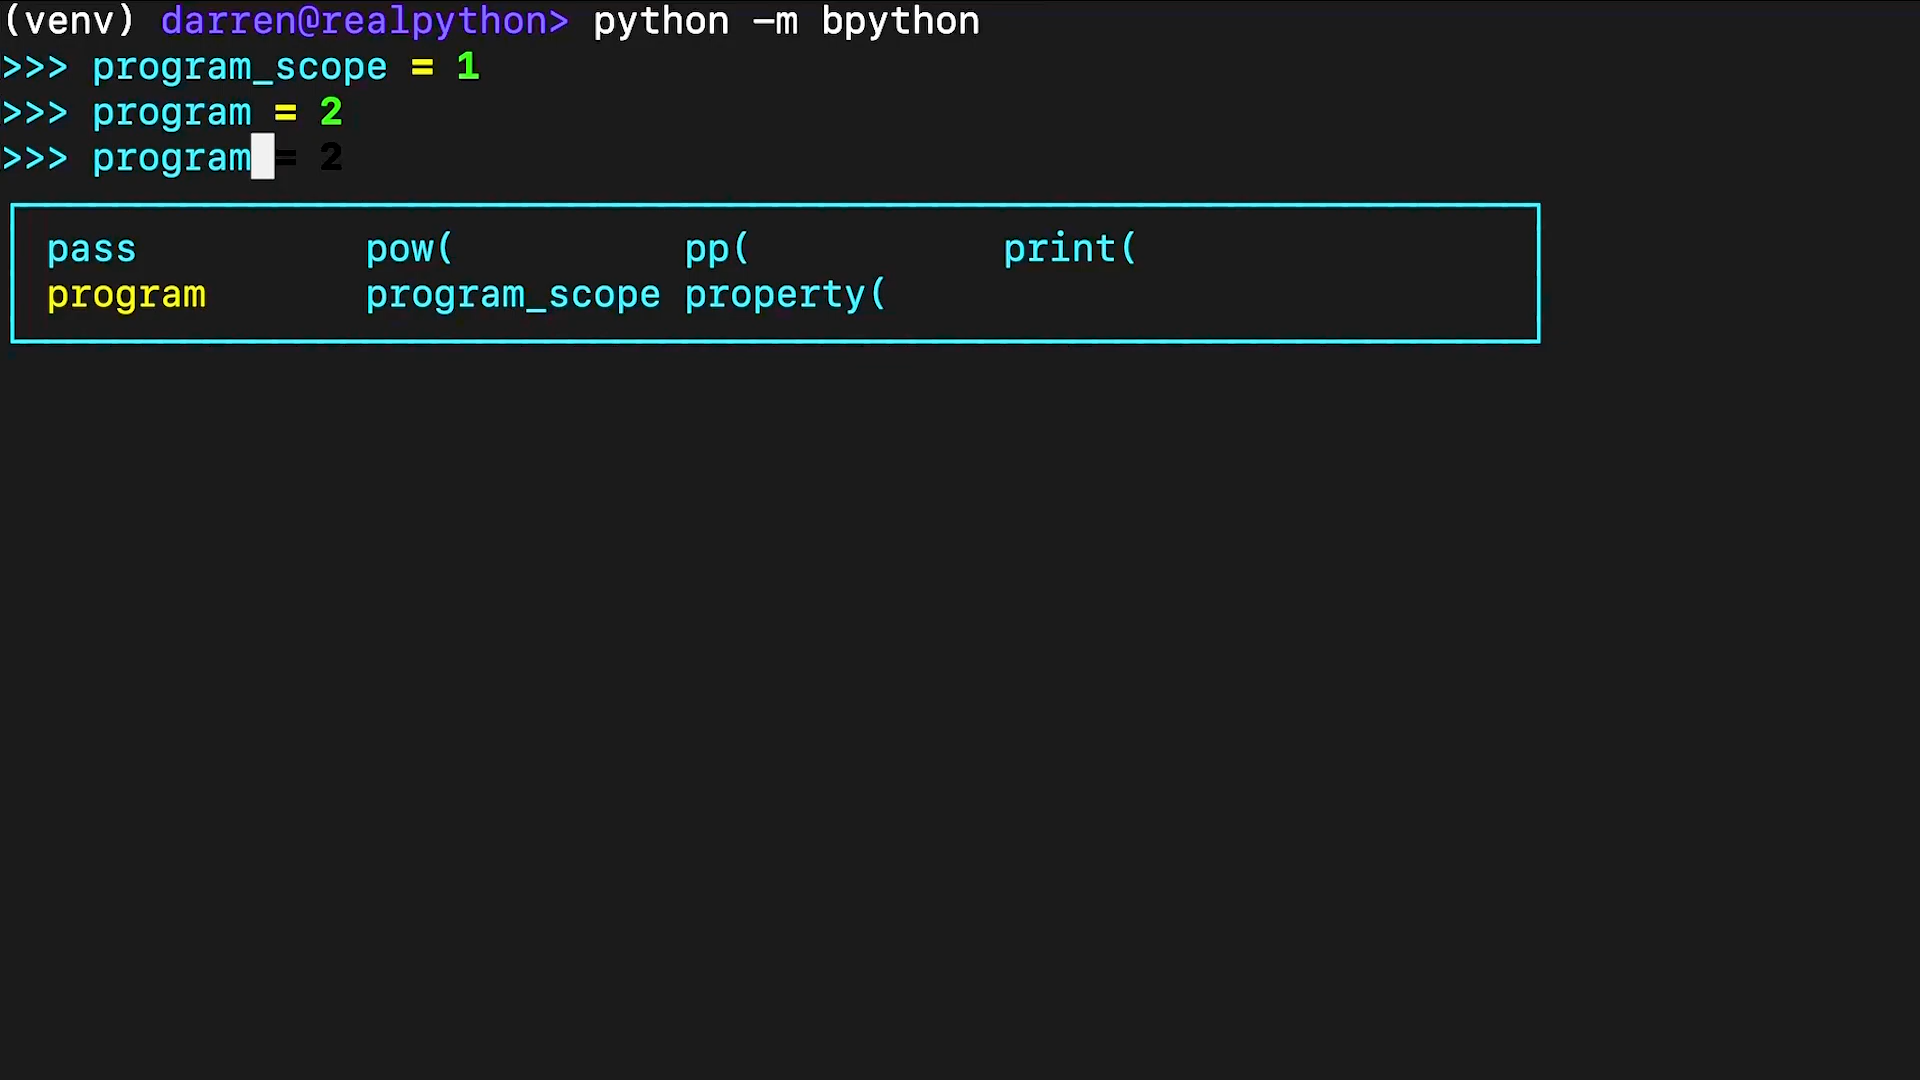 (venv) darren@realpython> python -m bpython
>>> program_scope = 1
>>> program = 2
>>> program = 2
pass pow( pp( print(
program program_scope property(